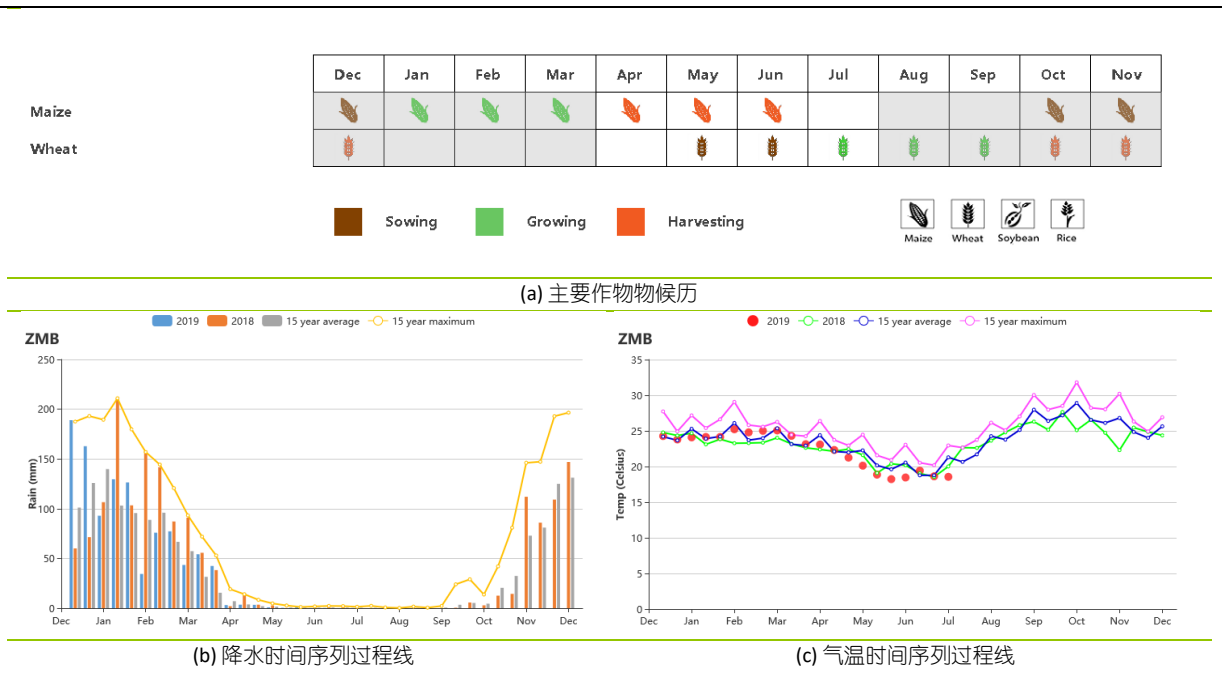 Dec Jan Feb Mar Apr May Jun Jul Aug Sep Oct Nov
Maize
Wheat
Sowing Growing Harvesting
Maize Wheat Soybean Rice
(a) 主要作物物候历
2019 2018 15 year average 15 year maximum
ZMB
250
200
150
100
50
0
Rain (mm)
Dec Jan Feb Mar Apr May Jun Jul Aug Sep Oct Nov Dec
2019 2018 15 year average 15 year maximum
ZMB
35
30
25
20
15
10
5
0
Temp (Celsius)
Dec Jan Feb Mar Apr May Jun Jul Aug Sep Oct Nov Dec
(b) 降水时间序列过程线
(c) 气温时间序列过程线